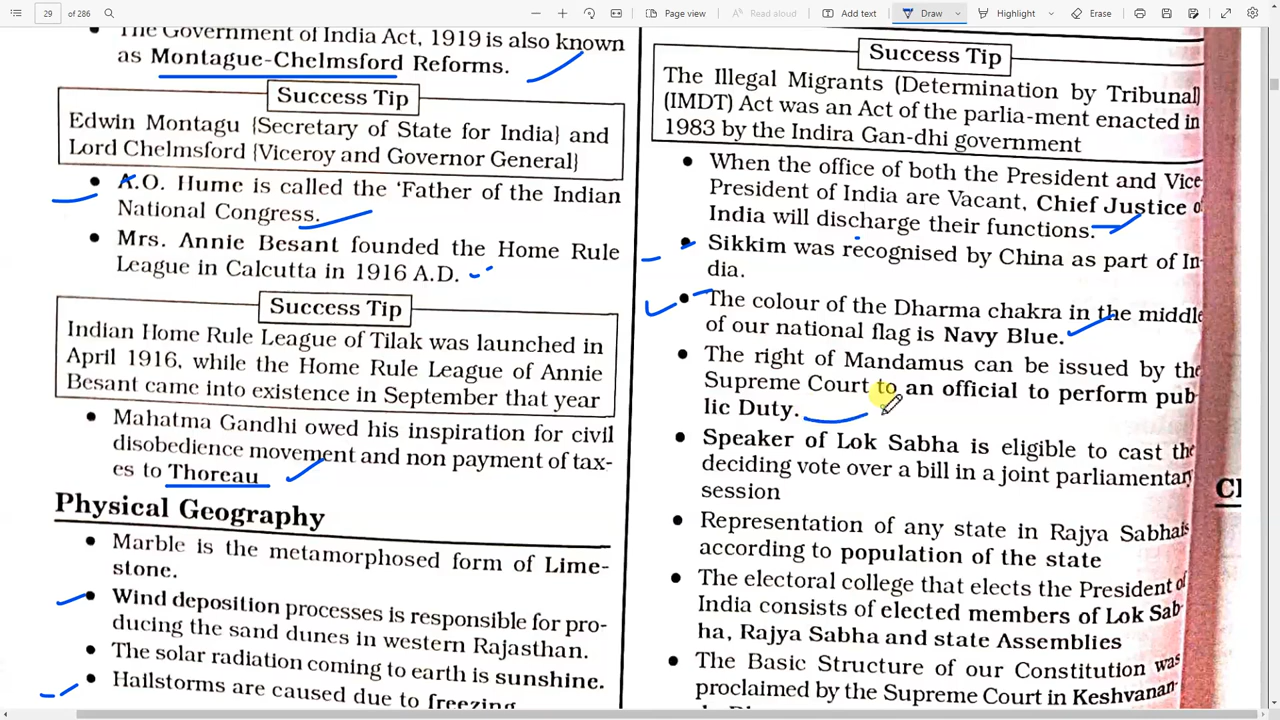 29
of 286
Page view
Read aloud
Add text
Draw
Highlight
Erase
The Government of India Act, 1919 is also known
as Montague-Chelmsford Reforms.
Success Tip
Edwin Montagu {Secretary of State for India} and
Lord Chelmsford {Viceroy and Governor General}
A.O. Hume is called the ‘Father of the Indian
National Congress.
Mrs. Annie Besant founded the Home Rule
League in Calcutta in 1916 A.D.
Success Tip
Indian Home Rule League of Tilak was launched in
April 1916, while the Home Rule League of Annie
Besant came into existence in September that year
Mahatma Gandhi owed his inspiration for civil
disobedience movement and non payment of tax-
es to Thoreau
Physical Geography
Marble is the metamorphosed form of Lime-
stone.
Wind deposition processes is responsible for pro-
ducing the sand dunes in western Rajasthan.
The solar radiation coming to earth is sunshine.
Hailstorms are caused due to freezing
Success Tip
The Illegal Migrants (Determination by Tribunal)
(IMDT) Act was an Act of the parlia-ment enacted in
1983 by the Indira Gan-dhi government
When the office of both the President and Vice
President of India are Vacant, Chief Justice o
India will discharge their functions.
Sikkim was recognised by China as part of In-
dia.
The colour of the Dharma chakra in the middle
of our national flag is Navy Blue.
The right of Mandamus can be issued by the
Supreme Court to an official to perform pub-
lic Duty.
Speaker of Lok Sabha is eligible to cast the
deciding vote over a bill in a joint parliamentary
session
Representation of any state in Rajya Sabha is
according to population of the state
The electoral college that elects the President of
India consists of elected members of Lok Sab-
ha, Rajya Sabha and state Assemblies
The Basic Structure of our Constitution was
proclaimed by the Supreme Court in Keshvanan-